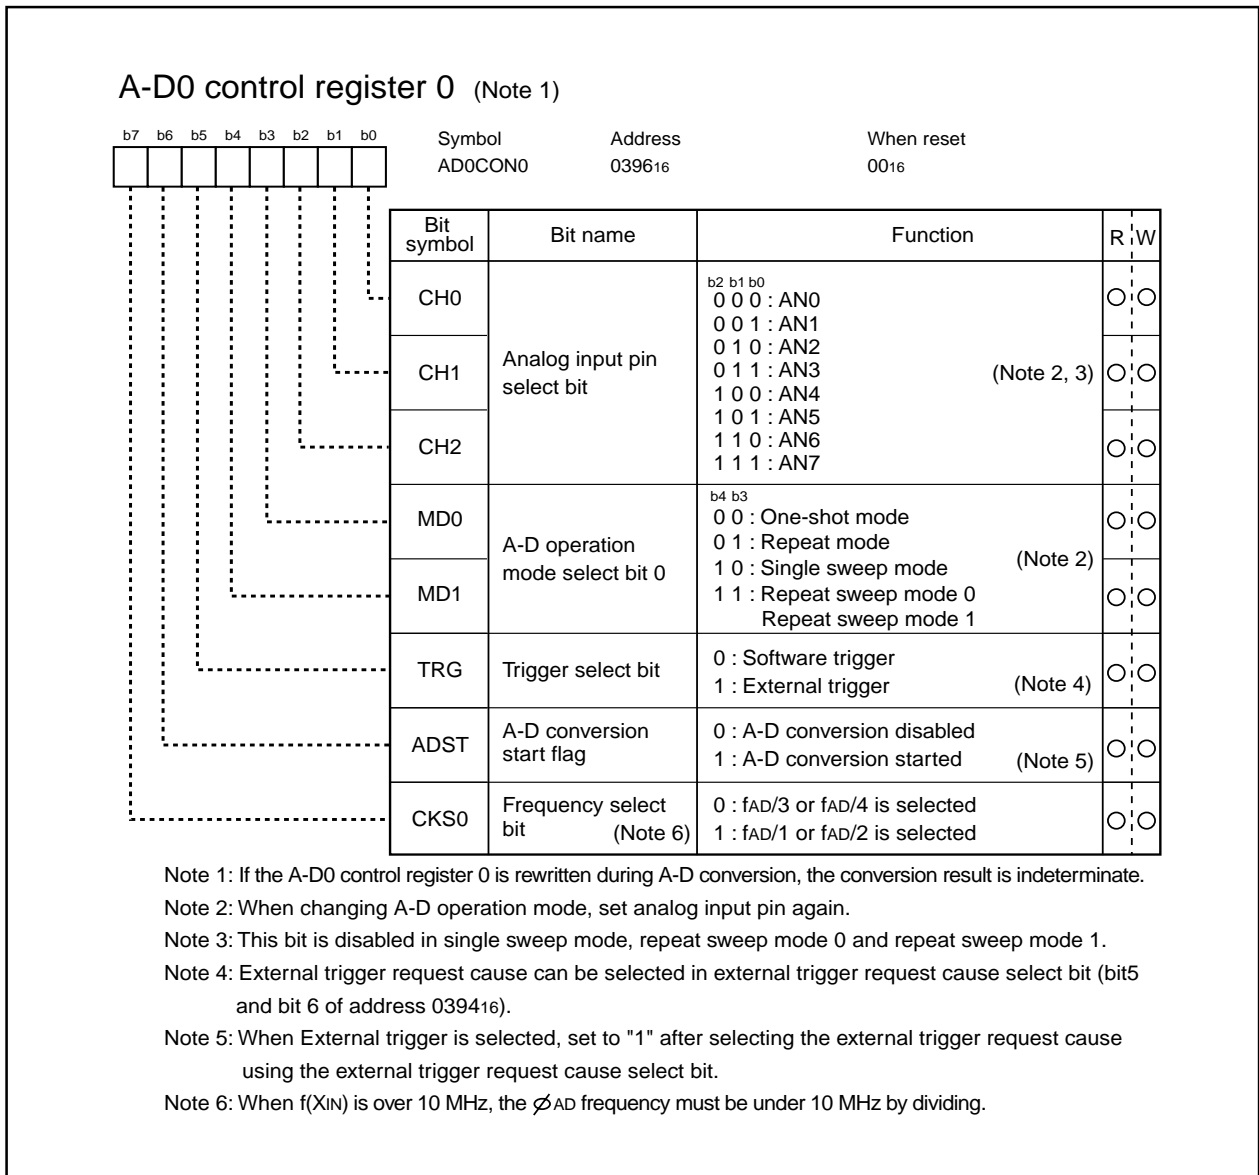 A-D0 control register 0 (Note 1)
b7 b6 b5 b4 b3 b2 b1 b0
Symbol Address When reset
AD0CON0 039616 0016
Bit symbol Bit name Function R W
CH0
CH1
CH2
Analog input pin
select bit
b2 b1 b0
0 0 0 : AN0
0 0 1 : AN1
0 1 0 : AN2
0 1 1 : AN3
1 0 0 : AN4
1 0 1 : AN5
1 1 0 : AN6
1 1 1 : AN7
(Note 2, 3)
MD0
MD1
A-D operation
mode select bit 0
b4 b3
0 0 : One-shot mode
0 1 : Repeat mode
1 0 : Single sweep mode
1 1 : Repeat sweep mode 0
Repeat sweep mode 1
(Note 2)
TRG
Trigger select bit
0 : Software trigger
1 : External trigger (Note 4)
ADST
A-D conversion
start flag
0 : A-D conversion disabled
1 : A-D conversion started (Note 5)
CKS0
Frequency select
bit (Note 6)
0 : fAD/3 or fAD/4 is selected
1 : fAD/1 or fAD/2 is selected
Note 1: If the A-D0 control register 0 is rewritten during A-D conversion, the conversion result is indeterminate.
Note 2: When changing A-D operation mode, set analog input pin again.
Note 3: This bit is disabled in single sweep mode, repeat sweep mode 0 and repeat sweep mode 1.
Note 4: External trigger request cause can be selected in external trigger request cause select bit (bit5
and bit 6 of address 039416).
Note 5: When External trigger is selected, set to "1" after selecting the external trigger request cause
using the external trigger request cause select bit.
Note 6: When f(XIN) is over 10 MHz, the ØAD frequency must be under 10 MHz by dividing.